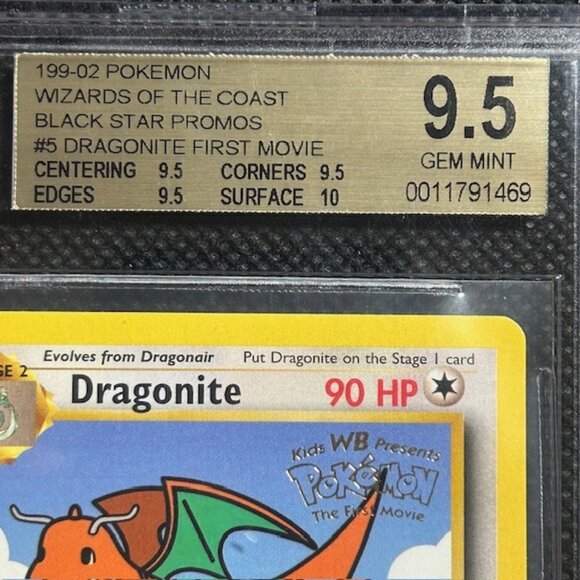 199-02 POKEMON
WIZARDS OF THE COAST
BLACK STAR PROMOS
#5 DRAGONITE FIRST MOVIE
CENTERING 9.5 CORNERS 9.5
EDGES 9.5 SURFACE 10
9.5
GEM MINT
0011791469
GE 2
Evolves from Dragonair Put Dragonite on the Stage 1 card
Dragonite 90 HP
Kids WB Presents
POKéMON
The First Movie